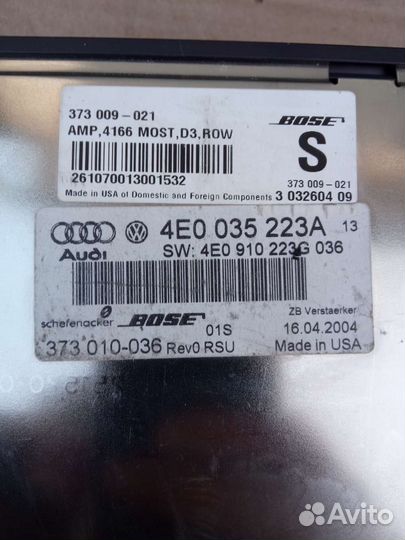 373 009-021
AMP,4166 MOST,D3,ROW
BOSE
S
261070013001532
373 009-021
Made in USA of Domestic and Foreign Components
3 032604 09
4E0 035 223A 13
Audi
SW: 4E0 910 223G 036
schefenacker BOSE 01S
ZB Verstaerker
16.04.2004
373 010-036 Rev0 RSU
Made in USA
Avito